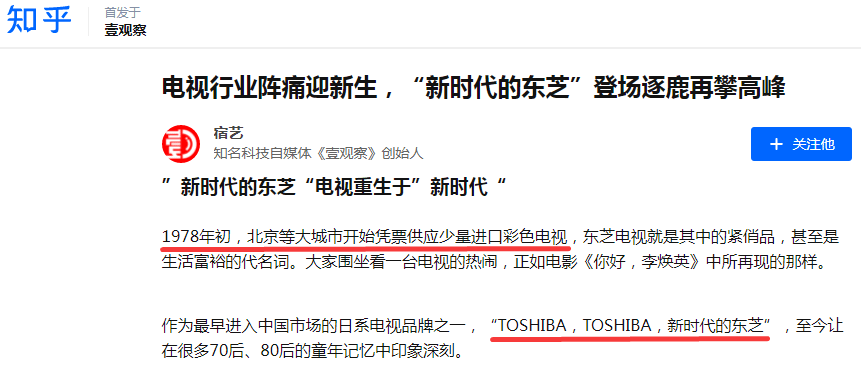 知乎
首发于
壹观察
电视行业阵痛迎新生，“新时代的东芝”登场逐鹿再攀高峰
宿艺
知名科技自媒体《壹观察》创始人
+ 关注他
”新时代的东芝“电视重生于”新时代“
1978年初，北京等大城市开始凭票供应少量进口彩色电视，东芝电视就是其中的紧俏品，甚至是
生活富裕的代名词。大家围坐看一台电视的热闹，正如电影《你好，李焕英》中所再现的那样。
作为最早进入中国市场的日系电视品牌之一，“TOSHIBA，TOSHIBA，新时代的东芝”，至今让
在很多70后、80后的童年记忆中印象深刻。